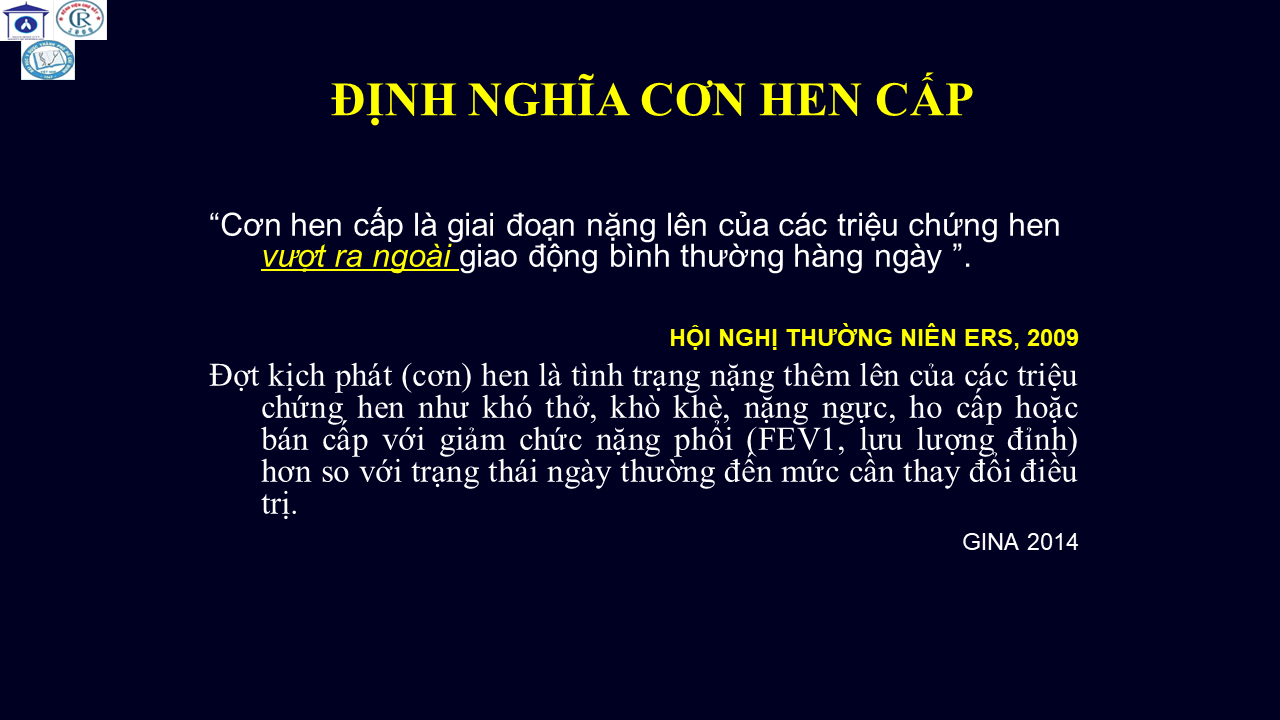 ĐỊNH NGHĨA CƠN HEN CẤP
“Cơn hen cấp là giai đoạn nặng lên của các triệu chứng hen
vượt ra ngoài giao động bình thường hàng ngày ”.
HỘI NGHỊ THƯỜNG NIÊN ERS, 2009
Đợt kịch phát (cơn) hen là tình trạng nặng thêm lên của các triệu
chứng hen như khó thở, khò khè, nặng ngực, ho cấp hoặc
bán cấp với giảm chức nặng phổi (FEV1, lưu lượng đỉnh)
hơn so với trạng thái ngày thường đến mức cần thay đổi điều
trị.
GINA 2014